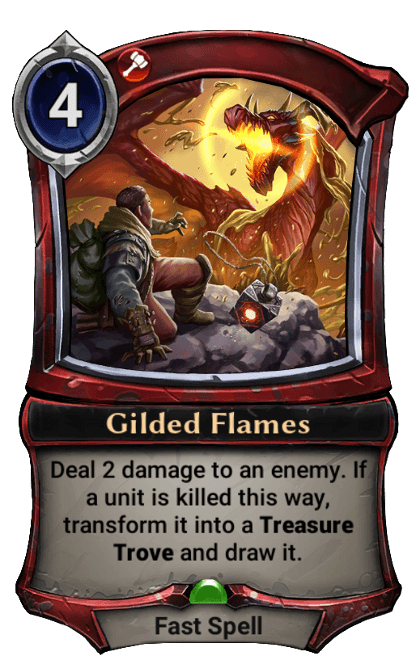 4
Gilded Flames
Deal 2 damage to an enemy. If
a unit is killed this way,
transform it into a Treasure
Trove and draw it.
Fast Spell